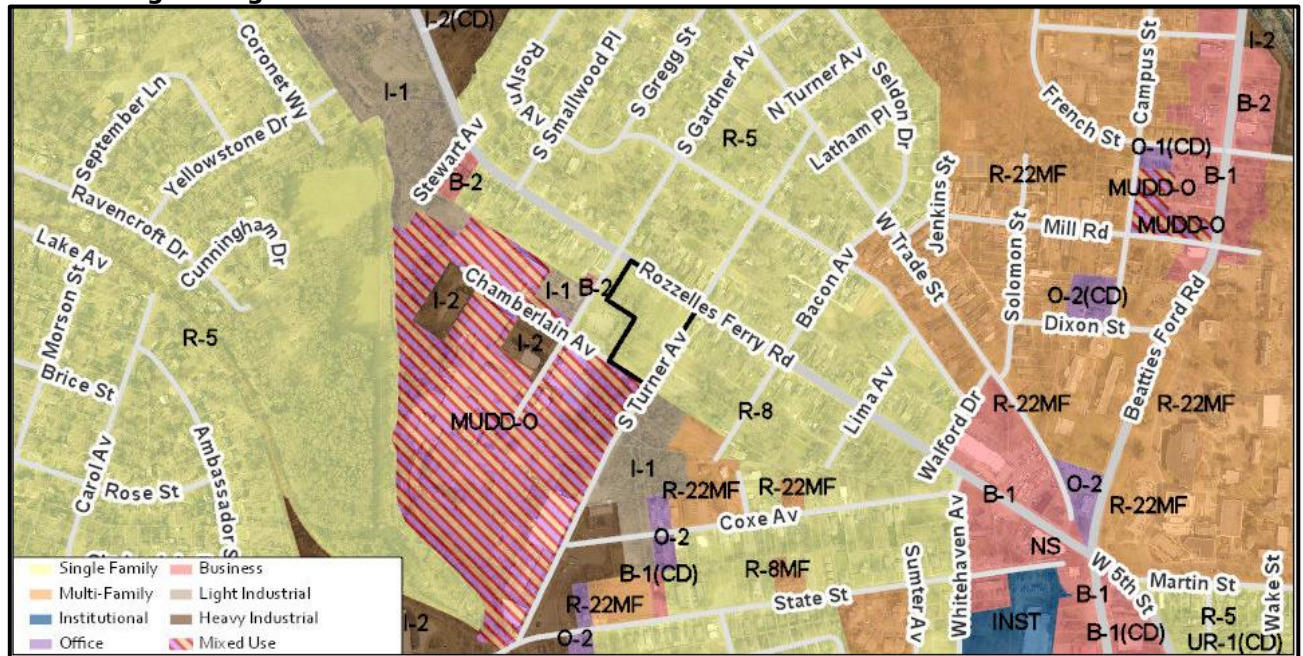 I-2(CD)
Coronet Wy
September Ln
I-1
Roslyn Av
S Smallwood Pl
S Gregg St
S Gardner Av
N Turner Av
Seldon Dr
Campus St
I-2
French St
B-2
Yellowstone Dr
Latham Pl
R-5
O-1(CD)
Stewart Av
B-2
Jenkins St
R-22MF
MUDD-O
B-1
Ravencroft Dr
W Trade St
Mill Rd
MUDD-O
Lake Av
Cunningham Dr
Solomon St
Rozzelles Ferry Rd
Bacon Av
I-2
I-1
B-2
Chamberlain Av
O-2(CD)
Dixon St
Beatties Ford Rd
Morson St
R-5
I-2
S Turner Av
Brice St
Lima Av
Walford Dr
R-22MF
R-22MF
MUDD-O
R-8
Carol Av
Ambassador S
I-1
R-22MF
R-22MF
B-1
O-2
R-22MF
Rose St
Coxe Av
O-2
NS
Whitehaven Av
W 5th St
B-1(CD)
R-8MF
Sumter Av
Martin St
Wake St
R-22MF
State St
B-1
INST
R-5
I-2
O-2
B-1(CD)
UR-1(CD)
Single Family
Business
Multi-Family
Light Industrial
Institutional
Heavy Industrial
Office
Mixed Use